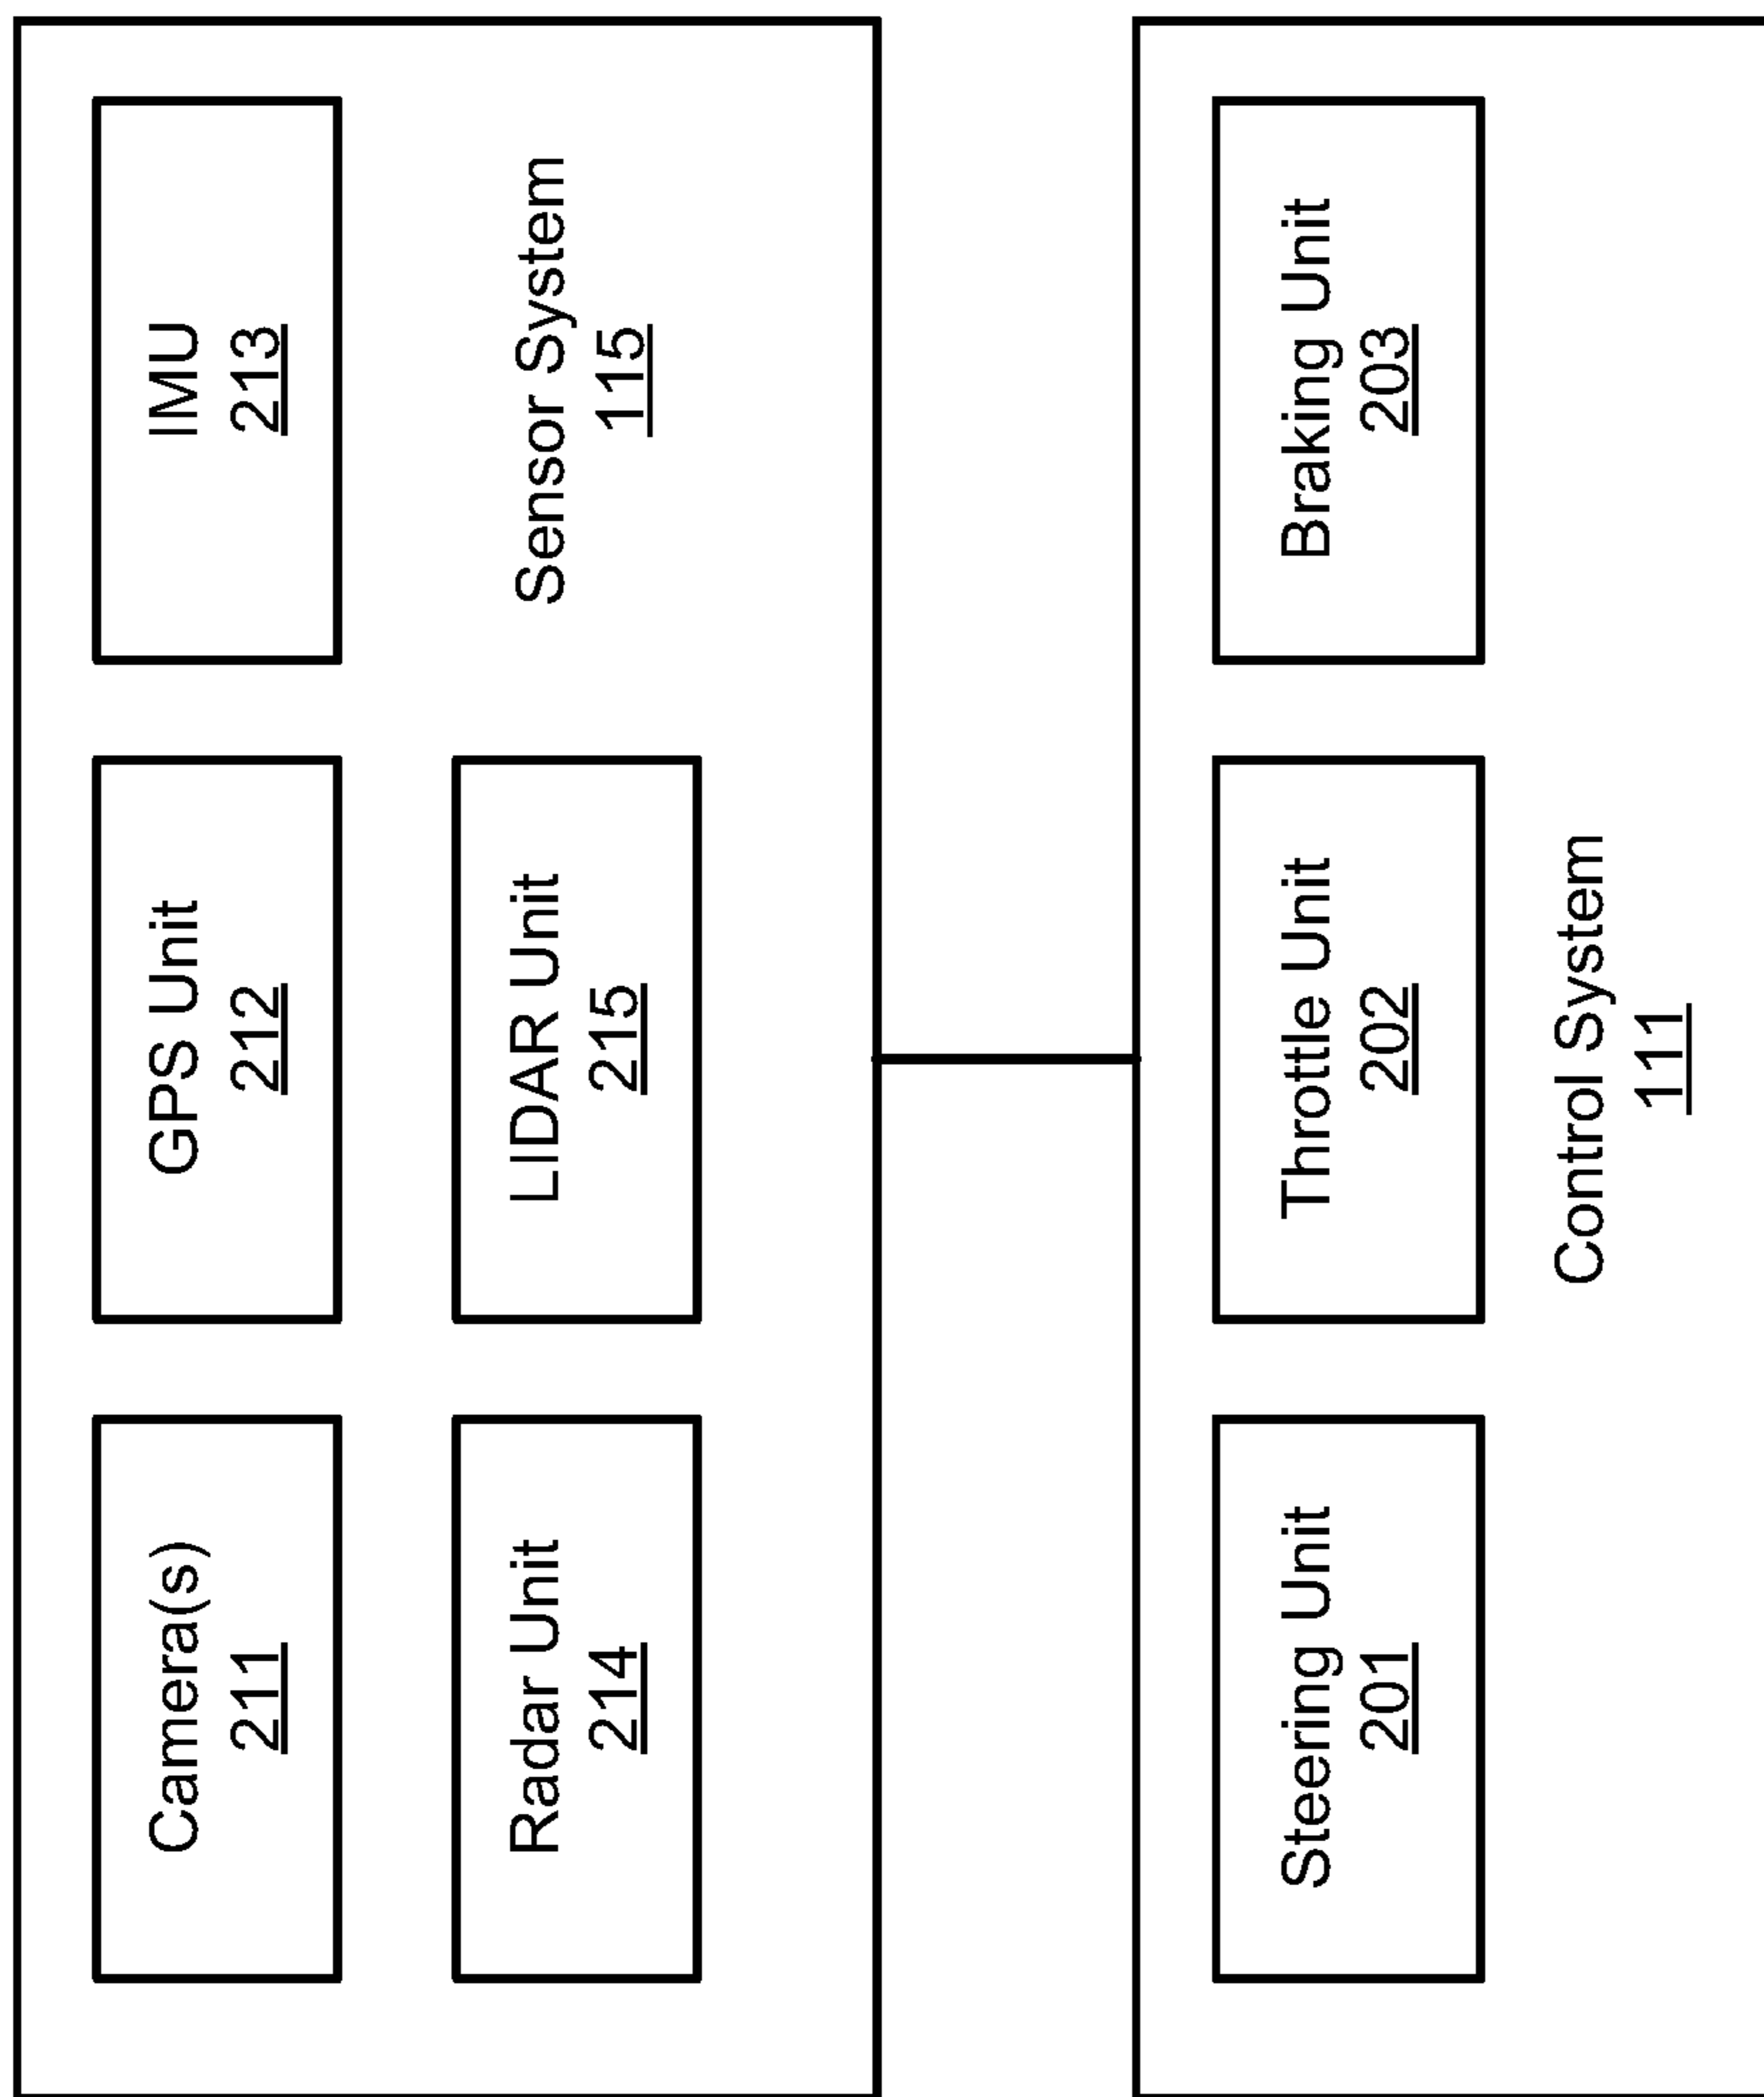 Camera(s)
211
GPS Unit
212
IMU
213
Radar Unit
214
LIDAR Unit
215
Sensor System
115
Steering Unit
201
Throttle Unit
202
Braking Unit
203
Control System
111